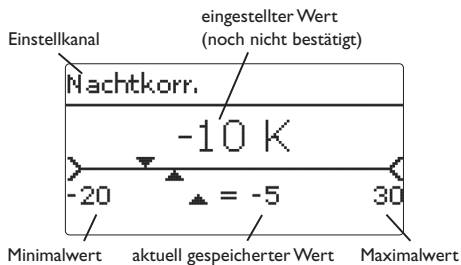 eingestellter Wert
Einstellkanal
(noch nicht bestätigt)
Nachtkorr.
-10 K
-20
▲ = -5
30
Minimalwert
aktuell gespeicherter Wert
Maximalwert